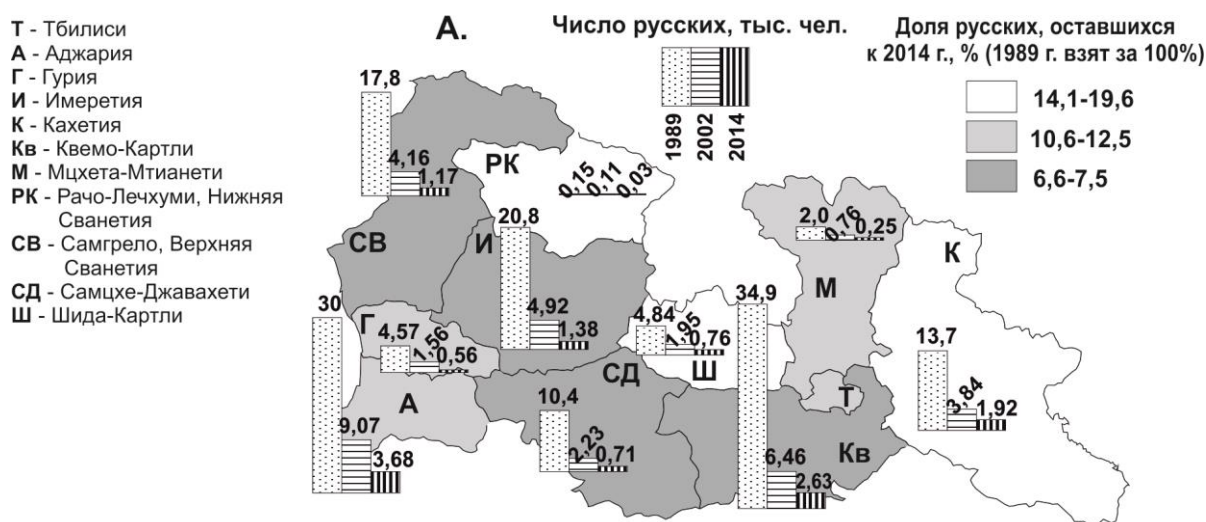 Т - Тбилиси
А - Аджария
Г - Гурия
И - Имеретия
К - Кахетия
Кв - Квемо-Картли
М - Мцхета-Мтианети
РК - Рачо-Лечхуми, Нижняя
Сванетия
СВ - Самгрело, Верхняя
Сванетия
СД - Самцхе-Джавахети
Ш - Шида-Картли
А.
Число русских, тыс. чел.
1989
2002
2014
Доля русских, оставшихся
к 2014 г., % (1989 г. взят за 100%)
14,1-19,6
10,6-12,5
6,6-7,5
17,8
4,16
1,17
СВ
РК
0,15
0,11
0,03
20,8
И
4,92
1,38
2,0
0,76
0,25
М
К
13,7
3,84
1,92
30
9,07
3,68
Г
4,57
1,56
0,56
А
4,84
1,95
0,76
Ш
СД
10,4
2,23
0,71
34,9
6,46
2,63
Т
Кв